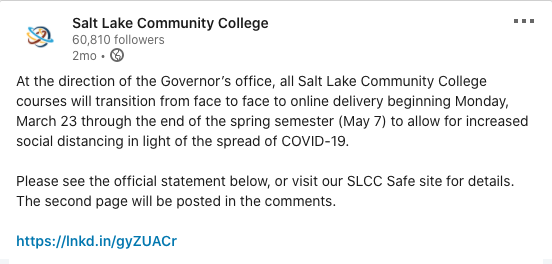 Salt Lake Community College
60,810 followers
2mo •
At the direction of the Governor's office, all Salt Lake Community College
courses will transition from face to face to online delivery beginning Monday,
March 23 through the end of the spring semester (May 7) to allow for increased
social distancing in light of the spread of COVID-19.
Please see the official statement below, or visit our SLCC Safe site for details.
The second page will be posted in the comments.
https://lnkd.in/gyZUACr